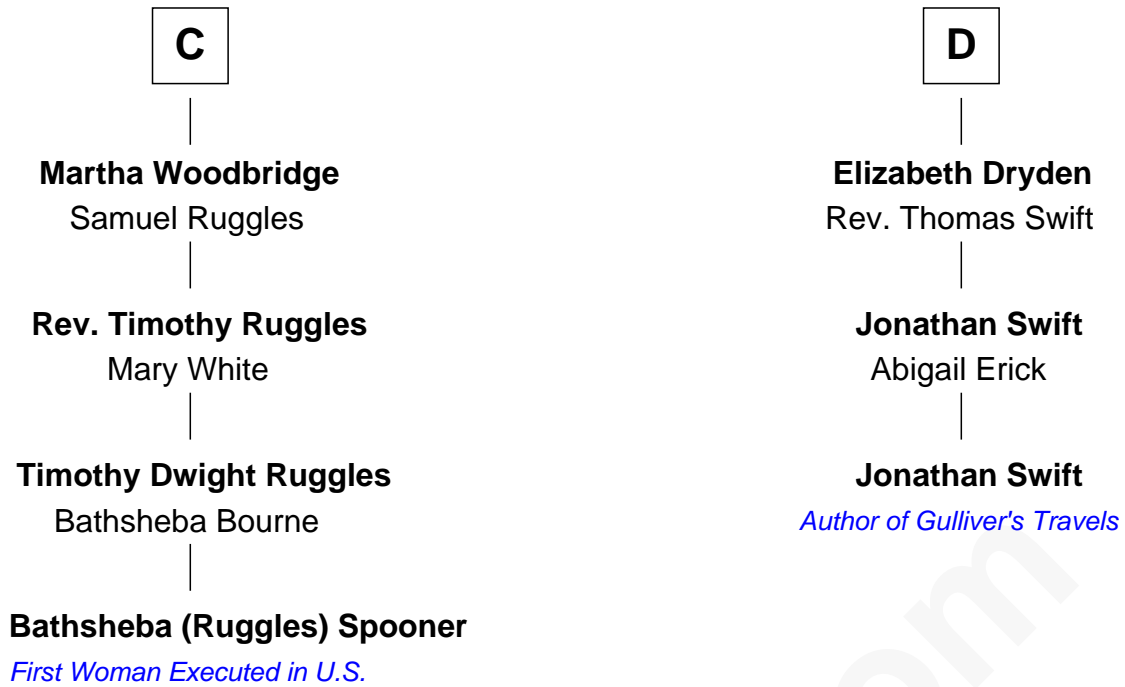 C
Martha Woodbridge
Samuel Ruggles
Rev. Timothy Ruggles
Mary White
Timothy Dwight Ruggles
Bathsheba Bourne
Bathsheba (Ruggles) Spooner
First Woman Executed in U.S.
D
Elizabeth Dryden
Rev. Thomas Swift
Jonathan Swift
Abigail Erick
Jonathan Swift
Author of Gulliver's Travels
om